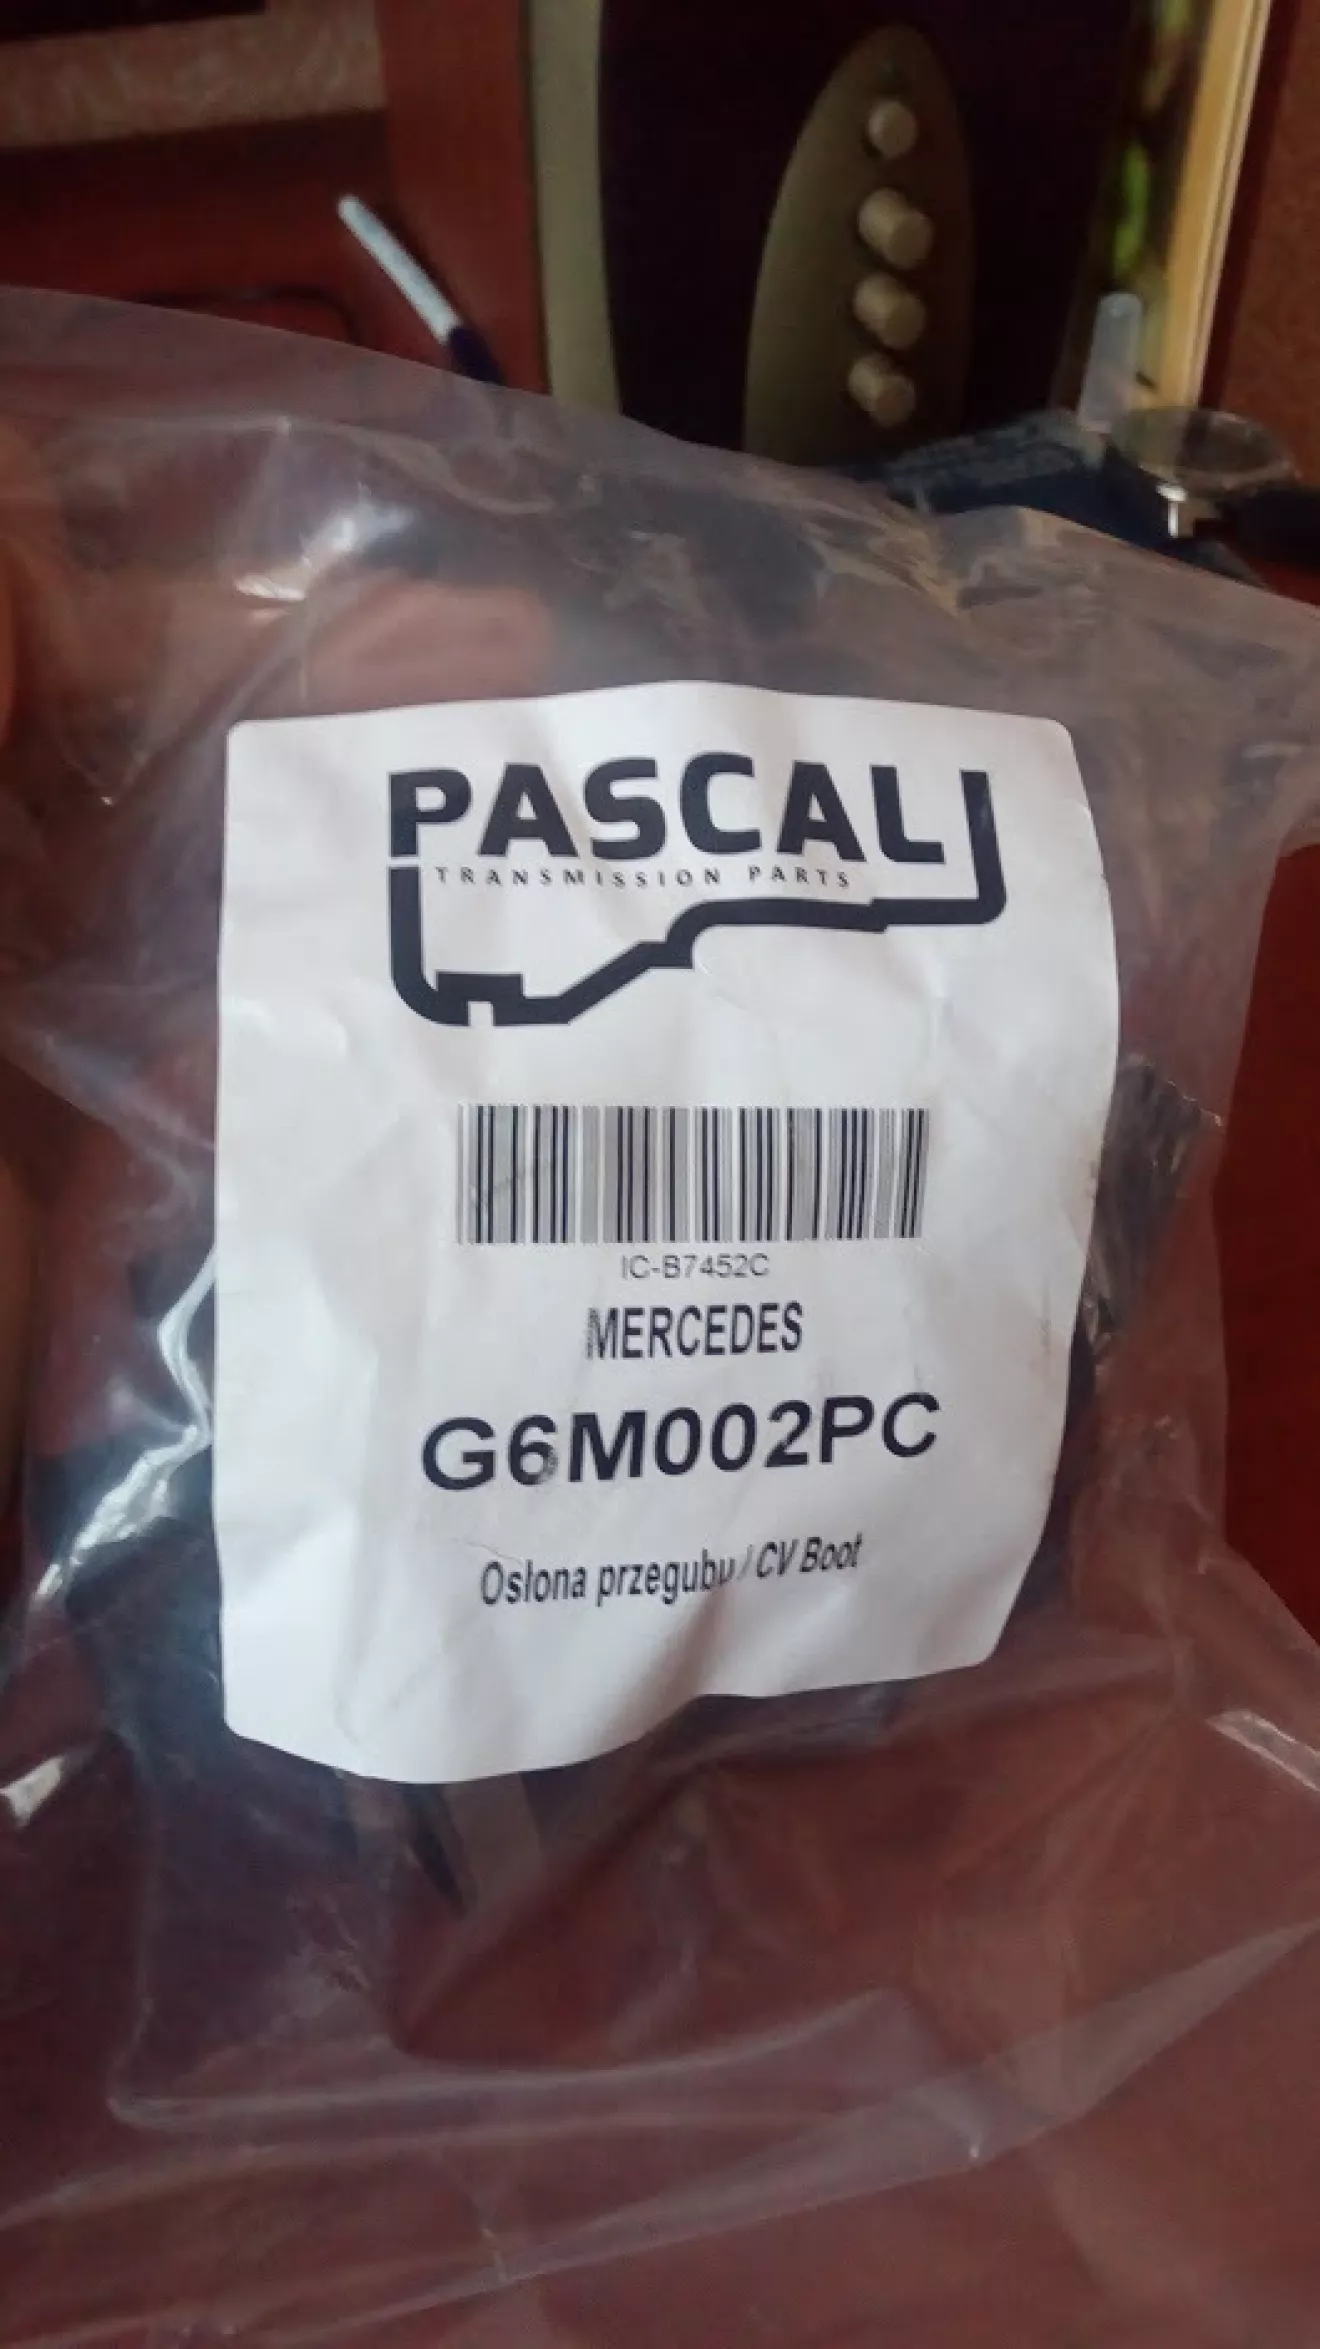 PASCAL
TRANSMISSION PARTS
IC-B7452C
MERCEDES
G6M002PC
Osłona przegubu / CV Boot